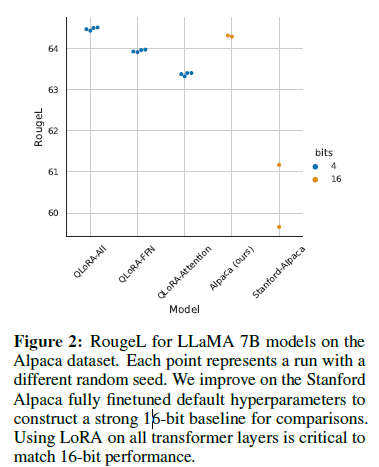 64
63
62
61
60
RougeL
bits
4
16
QLoRA-All
QLoRA-FFN
QLoRA-Attention
Alpaca (ours)
Stanford-Alpaca
Model
Figure 2: RougeL for LLaMA 7B models on the
Alpaca dataset. Each point represents a run with a
different random seed. We improve on the Stanford
Alpaca fully finetuned default hyperparameters to
construct a strong 16-bit baseline for comparisons.
Using LoRA on all transformer layers is critical to
match 16-bit performance.